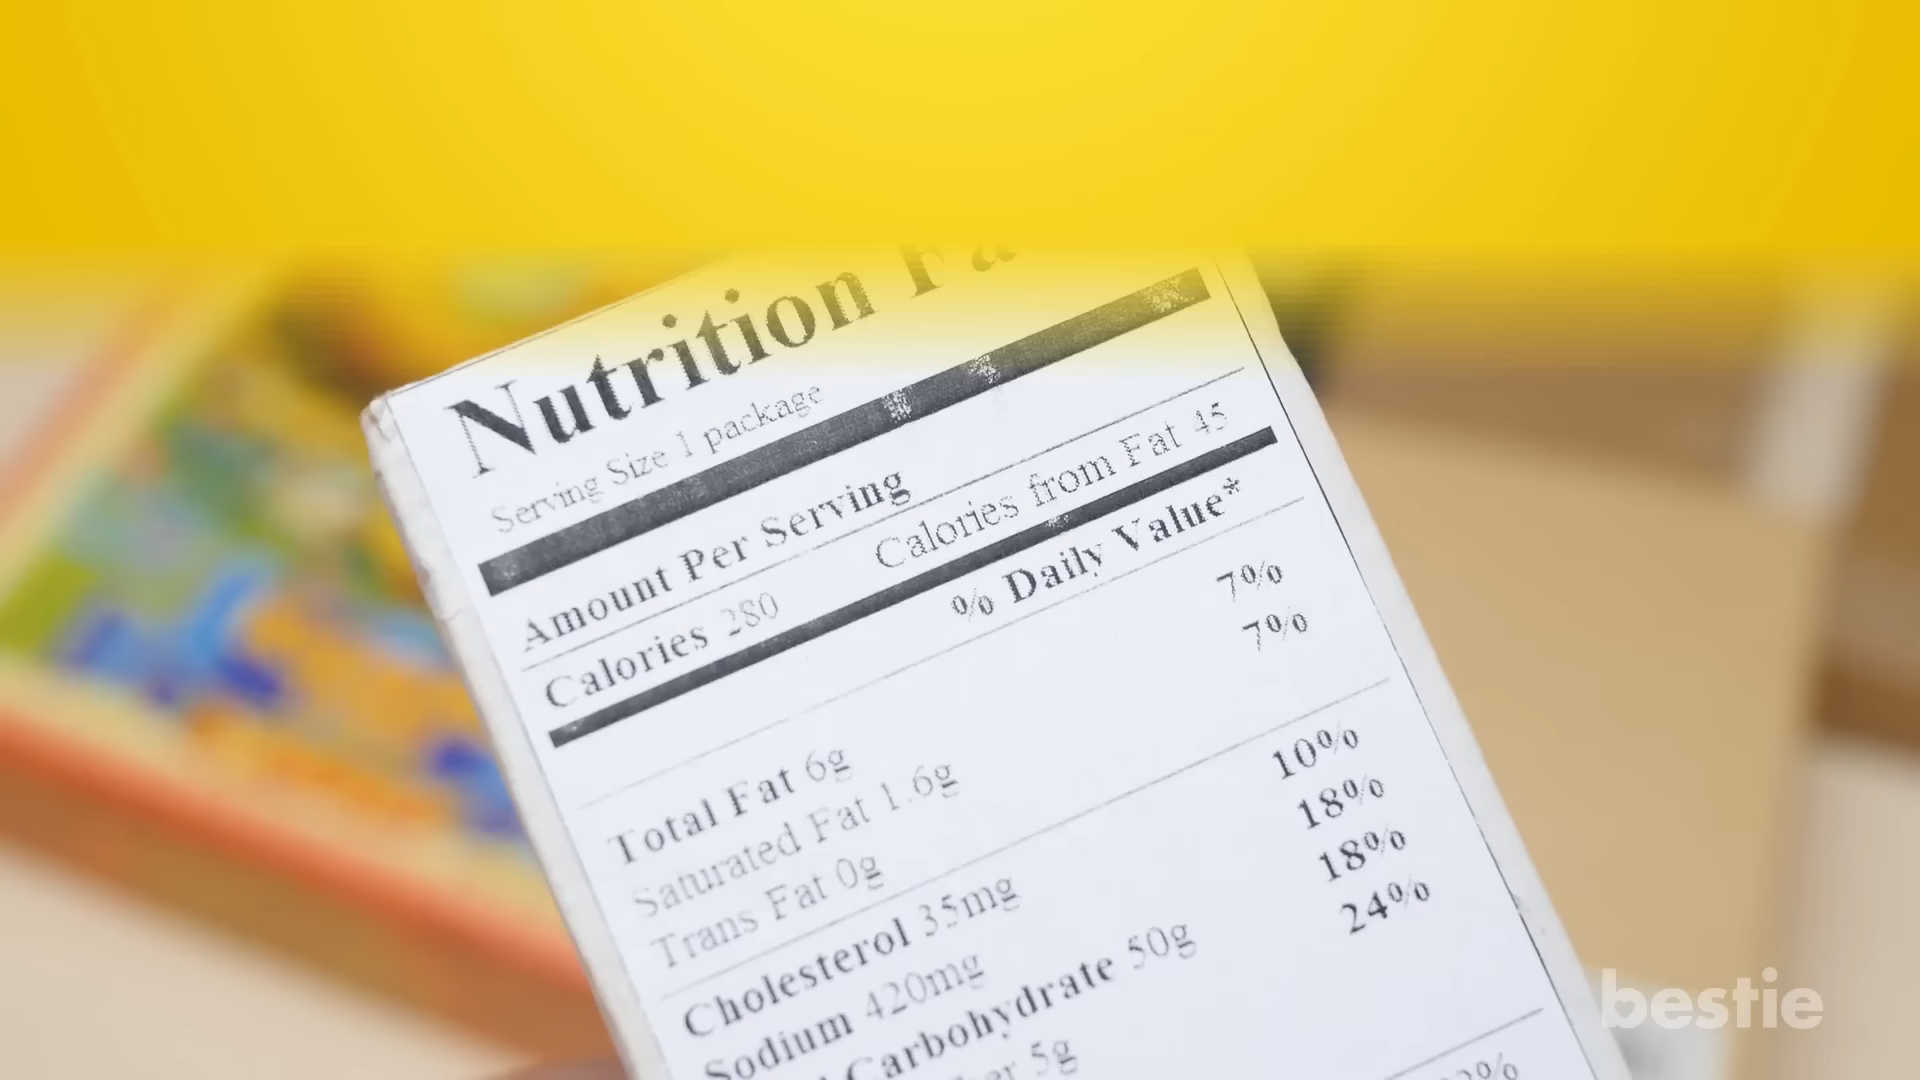 Nutrition Fa
Serving Size 1 package
Amount Per Serving
Calories 280 Calories from Fat 45
% Daily Value*
7%
7%
Total Fat 6g
Saturated Fat 1.6g
Trans Fat 0g
10%
18%
18%
24%
Cholesterol 35mg
Sodium 420mg
Carbohydrate 50g
5g
bestie